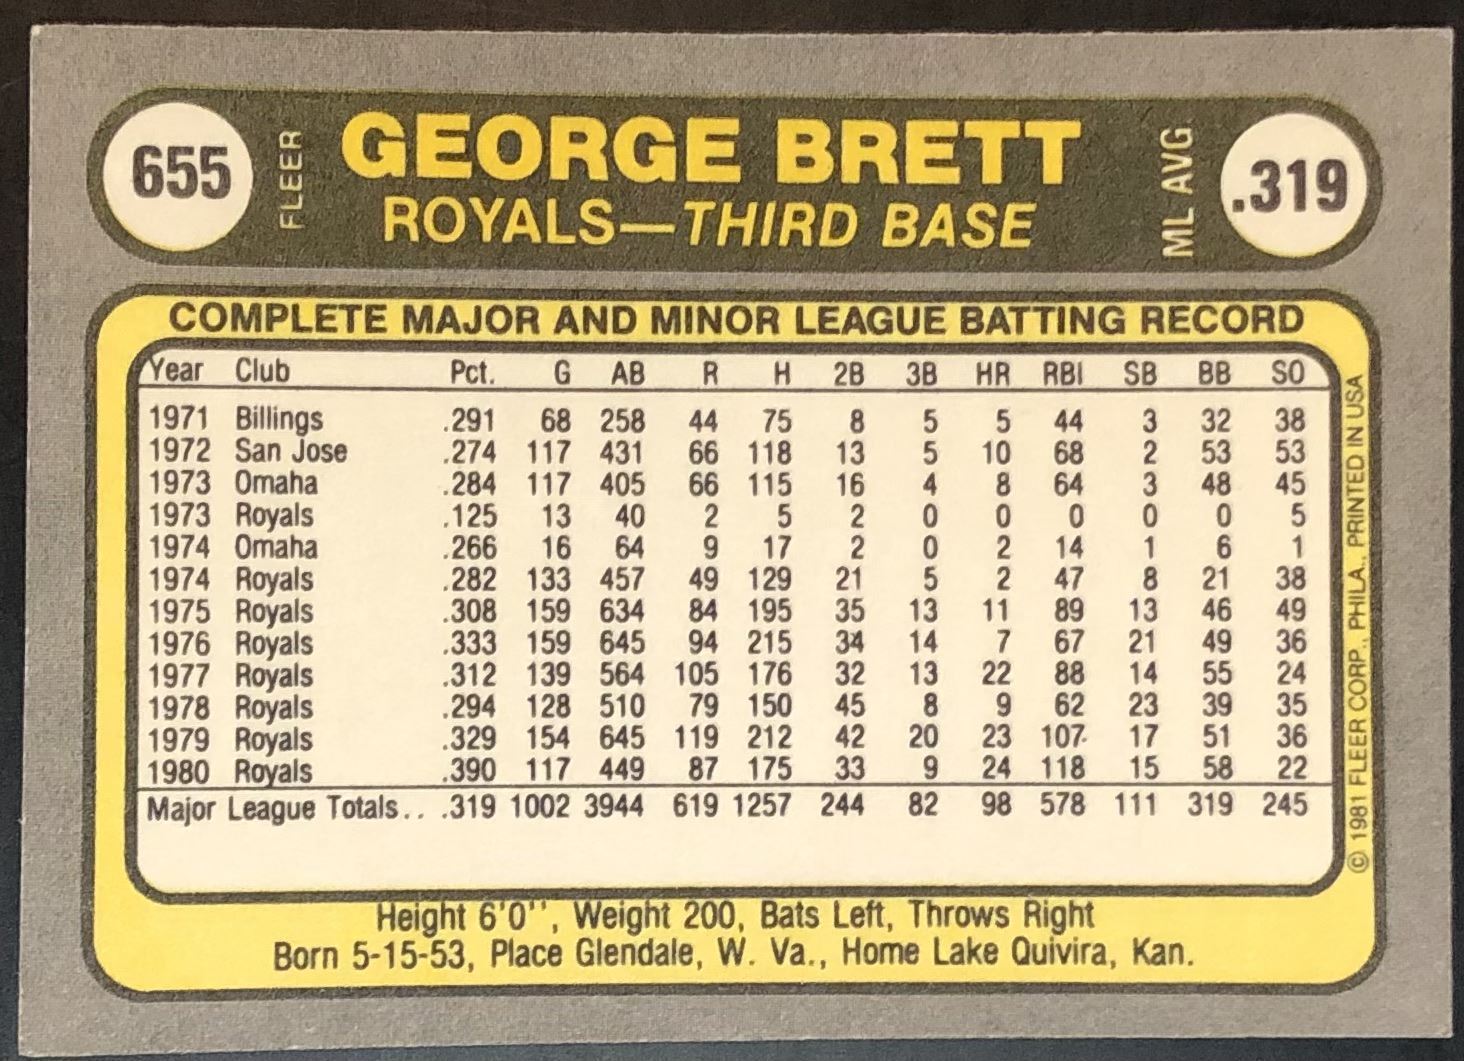 655 FLEER GEORGE BRETT ML AVG. .319
ROYALS—THIRD BASE
COMPLETE MAJOR AND MINOR LEAGUE BATTING RECORD
Year Club Pct. G AB R H 2B 3B HR RBI SB BB SO
1971 Billings .291 68 258 44 75 8 5 5 44 3 32 38
1972 San Jose .274 117 431 66 118 13 5 10 68 2 53 53
1973 Omaha .284 117 405 66 115 16 4 8 64 3 48 45
1973 Royals .125 13 40 2 5 2 0 0 0 0 0 5
1974 Omaha .266 16 64 9 17 2 0 2 14 1 6 1
1974 Royals .282 133 457 49 129 21 5 2 47 8 21 38
1975 Royals .308 159 634 84 195 35 13 11 89 13 46 49
1976 Royals .333 159 645 94 215 34 14 7 67 21 49 36
1977 Royals .312 139 564 105 176 32 13 22 88 14 55 24
1978 Royals .294 128 510 79 150 45 8 9 62 23 39 35
1979 Royals .329 154 645 119 212 42 20 23 107 17 51 36
1980 Royals .390 117 449 87 175 33 9 24 118 15 58 22
Major League Totals.. .319 1002 3944 619 1257 244 82 98 578 111 319 245
Height 6'0'', Weight 200, Bats Left, Throws Right
Born 5-15-53, Place Glendale, W. Va., Home Lake Quivira, Kan.
© 1981 FLEER CORP., PHILA., PRINTED IN USA